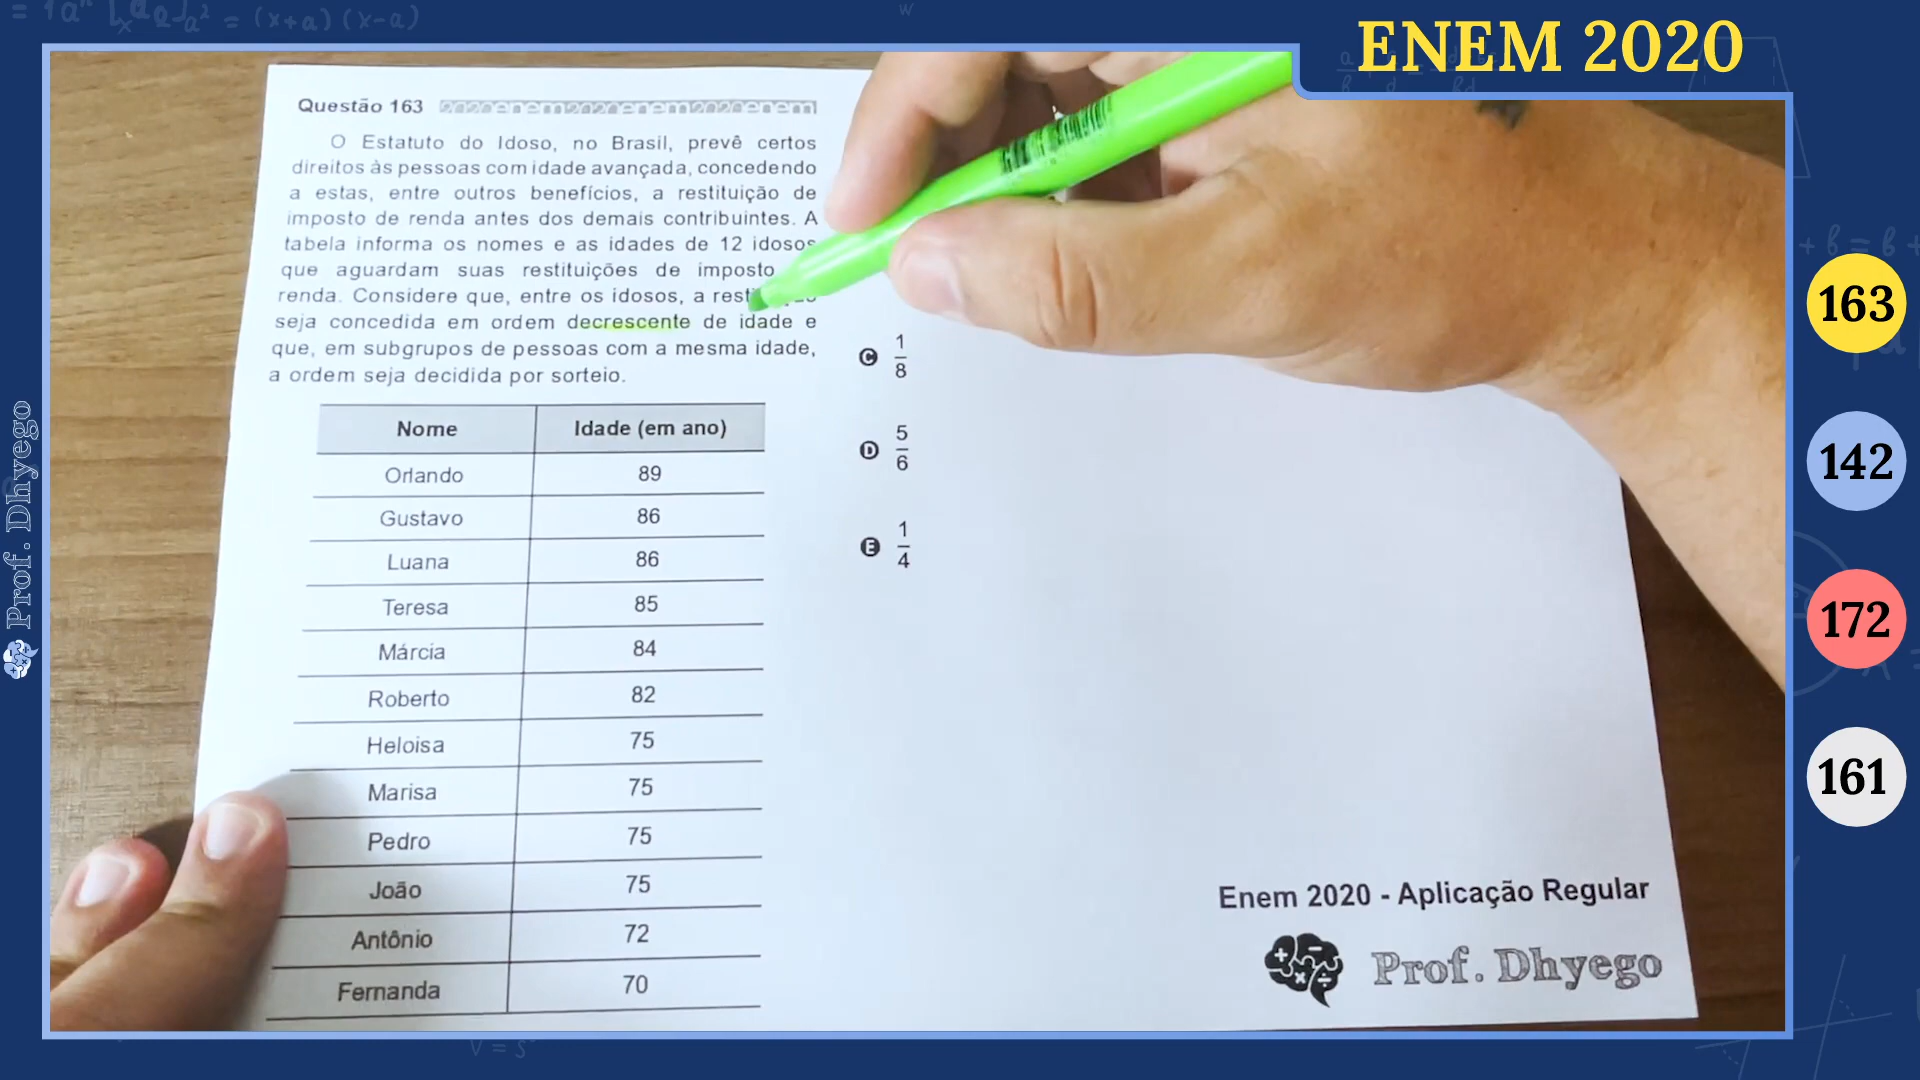 ENEM 2020
Questão 163
O Estatuto do Idoso, no Brasil, prevê certos
direitos às pessoas com idade avançada, concedendo
a estas, entre outros benefícios, a restituição de
imposto de renda antes dos demais contribuintes. A
tabela informa os nomes e as idades de 12 idosos
que aguardam suas restituições de imposto
renda. Considere que, entre os idosos, a
seja concedida em ordem decrescente de idade e
que, em subgrupos de pessoas com a mesma idade,
a ordem seja decidida por sorteio.
Nome Idade (em ano)
Orlando 89
Gustavo 86
Luana 86
Teresa 85
Márcia 84
Roberto 82
Heloisa 75
Marisa 75
Pedro 75
João 75
Antônio 72
Fernanda 70
C 1/8
D 5/6
E 1/4
Enem 2020 - Aplicação Regular
Prof. Dhyego
163
142
172
161
Prof. Dhyego